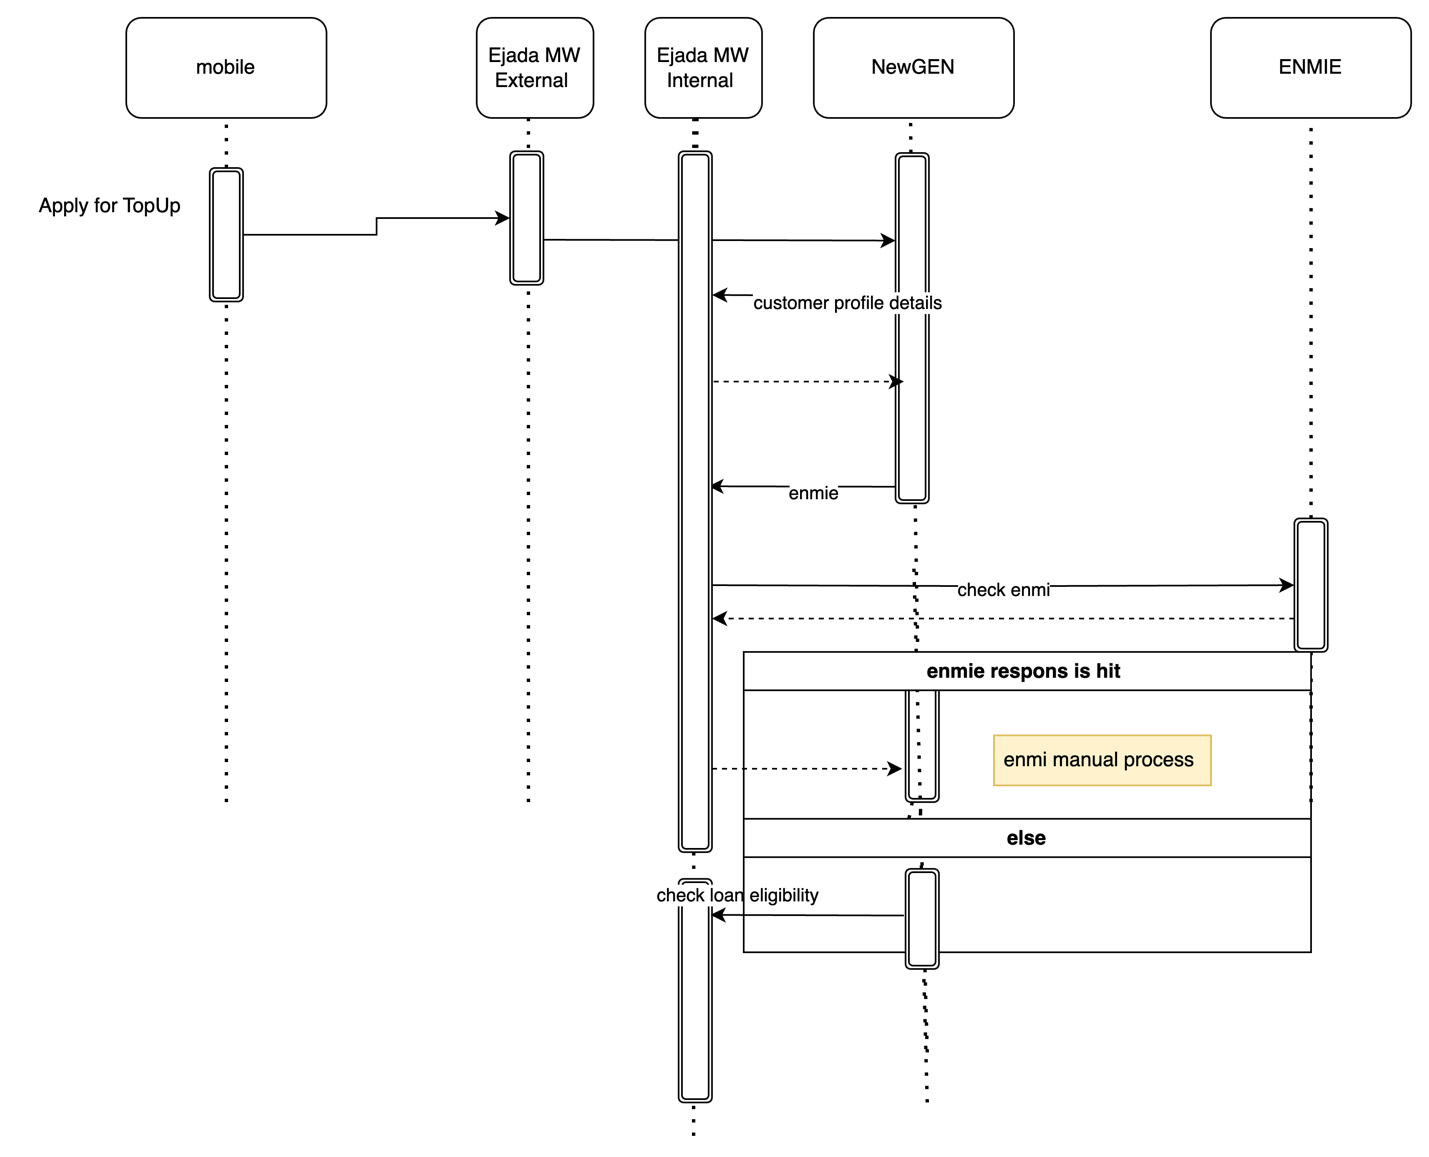 mobile
Ejada MW
External
Ejada MW
Internal
NewGEN
ENMIE
Apply for TopUp
customer profile details
enmie
check enmi
enmie respons is hit
enmi manual process
else
check loan eligibility